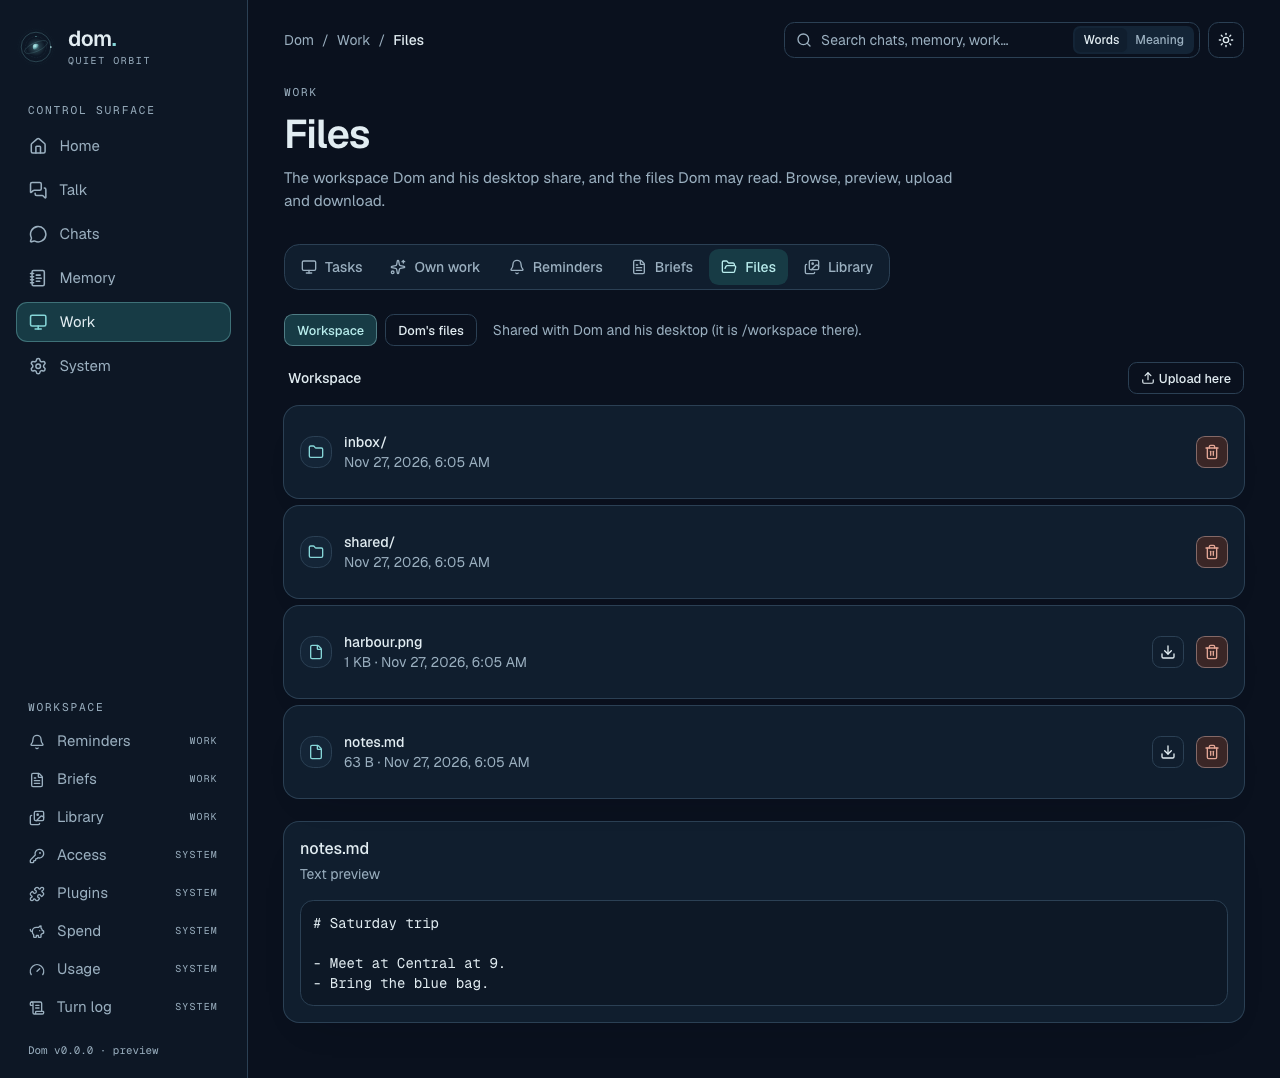 dom.
QUIET ORBIT
CONTROL SURFACE
Home
Talk
Chats
Memory
Work
System
WORKSPACE
Reminders WORK
Briefs WORK
Library WORK
Access SYSTEM
Plugins SYSTEM
Spend SYSTEM
Usage SYSTEM
Turn log SYSTEM
Dom v0.0.0 · preview
Dom / Work / Files
Search chats, memory, work… Words Meaning
WORK
Files
The workspace Dom and his desktop share, and the files Dom may read. Browse, preview, upload
and download.
Tasks Own work Reminders Briefs Files Library
Workspace Dom's files Shared with Dom and his desktop (it is /workspace there).
Workspace Upload here
inbox/
Nov 27, 2026, 6:05 AM
shared/
Nov 27, 2026, 6:05 AM
harbour.png
1 KB · Nov 27, 2026, 6:05 AM
notes.md
63 B · Nov 27, 2026, 6:05 AM
notes.md
Text preview
# Saturday trip
- Meet at Central at 9.
- Bring the blue bag.